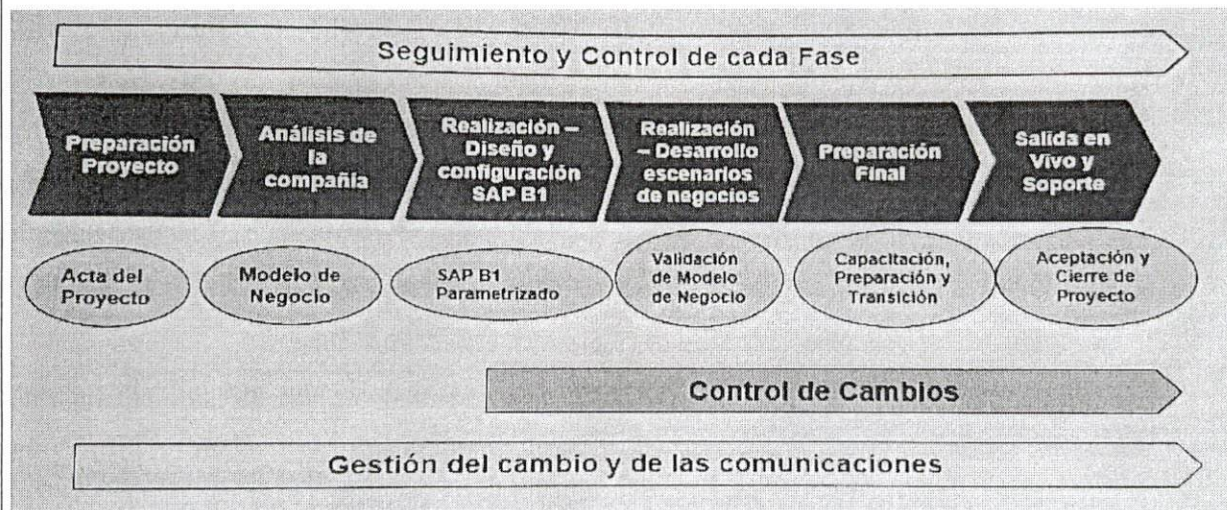 Seguimiento y Control de cada Fase
Preparación
Proyecto
Análisis de
la
compañía
Realización –
Diseño y
configuración
SAP B1
Realización
– Desarrollo
escenarios
de negocios
Preparación
Final
Salida en
Vivo y
Soporte
Acta del
Proyecto
Modelo de
Negocio
SAP B1
Parametrizado
Validación
de Modelo
de Negocio
Capacitación,
Preparación y
Transición
Aceptación y
Cierre de
Proyecto
Control de Cambios
Gestión del cambio y de las comunicaciones